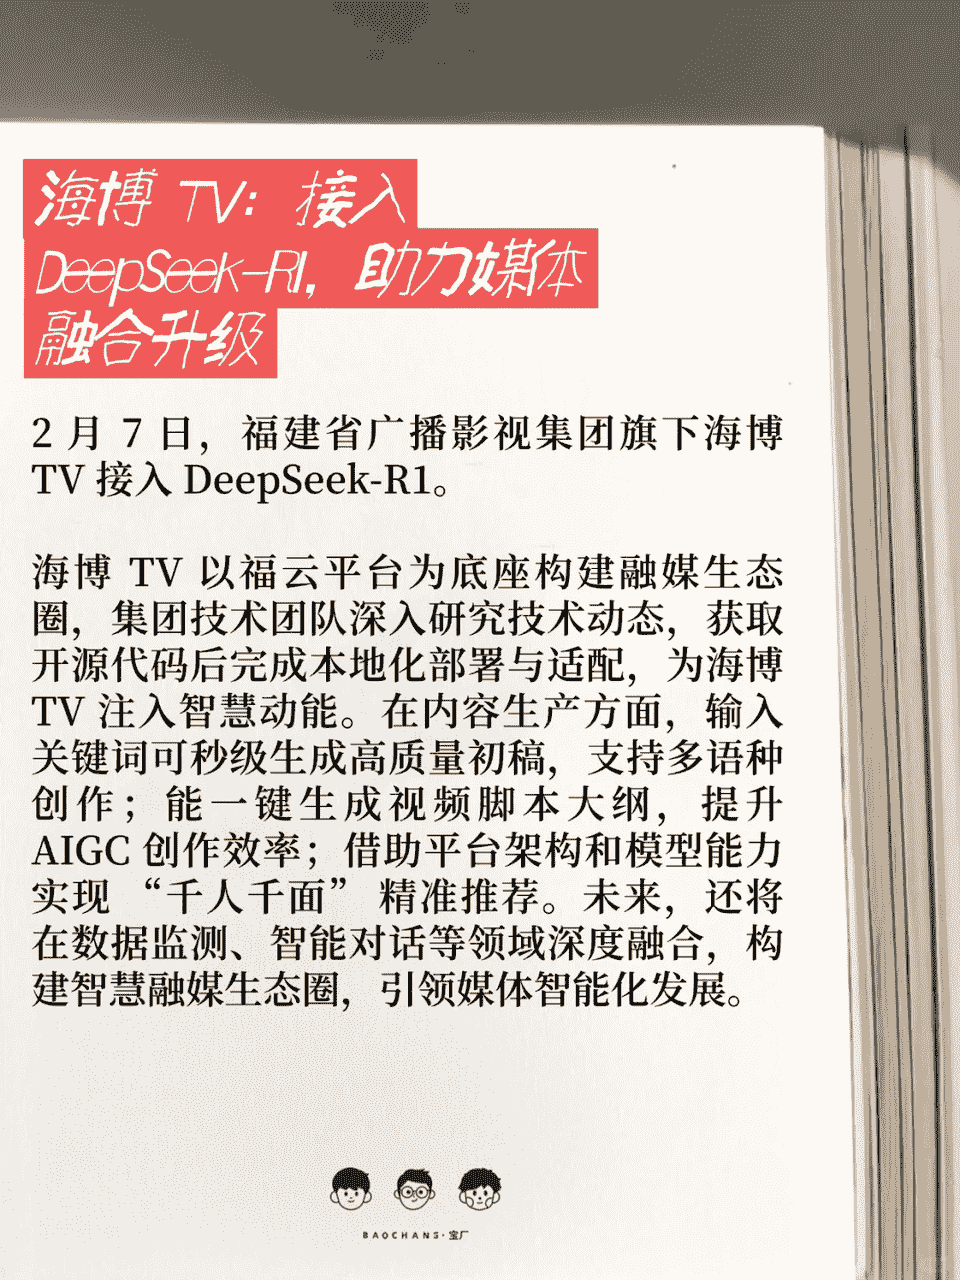 海博 TV：接入
DeepSeek-R1，助力媒体
融合升级
2 月 7 日，福建省广播影视集团旗下海博
TV 接入 DeepSeek-R1。
海博 TV 以福云平台为底座构建融媒生态
圈，集团技术团队深入研究技术动态，获取
开源代码后完成本地化部署与适配，为海博
TV 注入智慧动能。在内容生产方面，输入
关键词可秒级生成高质量初稿，支持多语种
创作；能一键生成视频脚本大纲，提升
AIGC 创作效率；借助平台架构和模型能力
实现 “千人千面” 精准推荐。未来，还将
在数据监测、智能对话等领域深度融合，构
建智慧融媒生态圈，引领媒体智能化发展。
BAOCHANG·宝厂